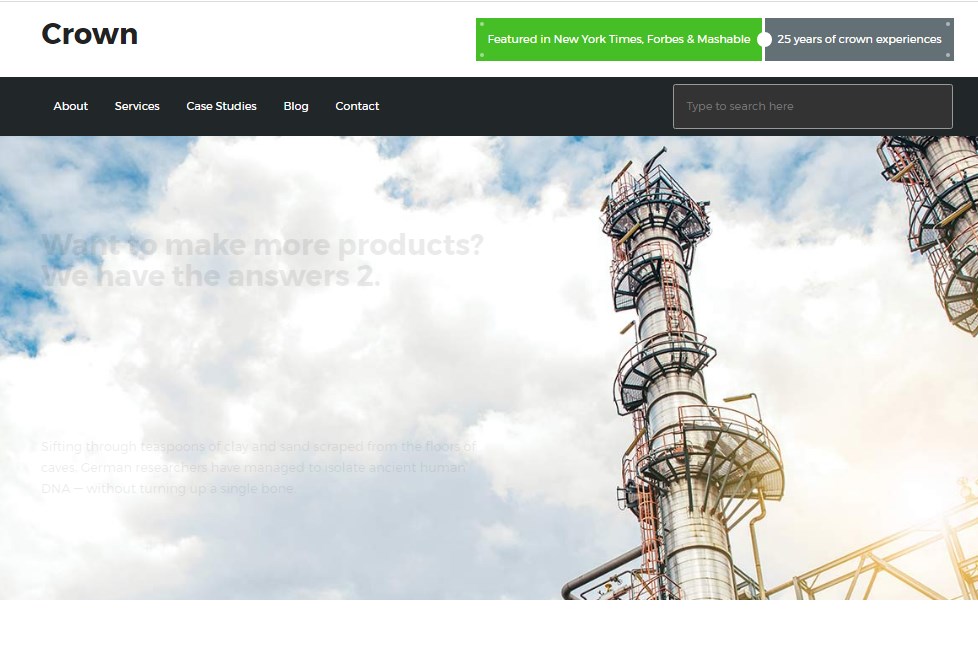 Crown
Featured in New York Times, Forbes & Mashable
25 years of crown experiences
About
Services
Case Studies
Blog
Contact
Type to search here
Want to make more products?
We have the answers 2.
Sifting through teaspoons of clay and sand scraped from the floors of
caves, German researchers have managed to isolate ancient human
DNA — without turning up a single bone.